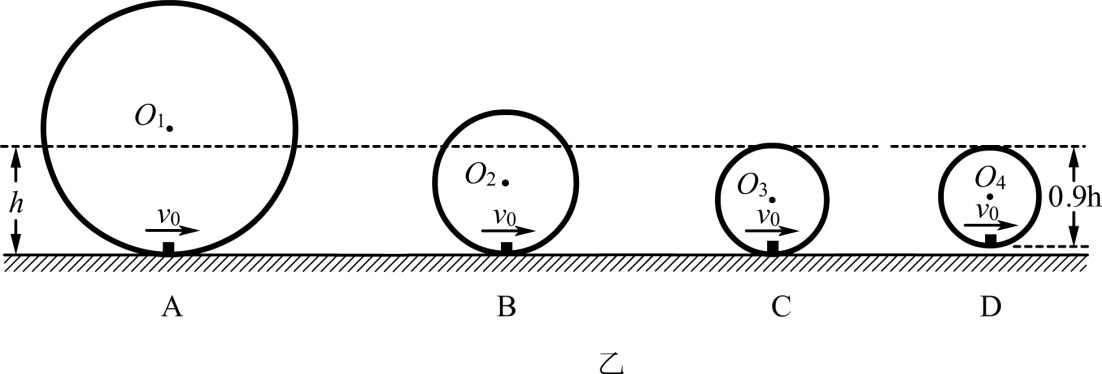 O₁
O₂
O₃
O₄
h
0.9h
v₀
v₀
v₀
v₀
A
B
C
D
乙